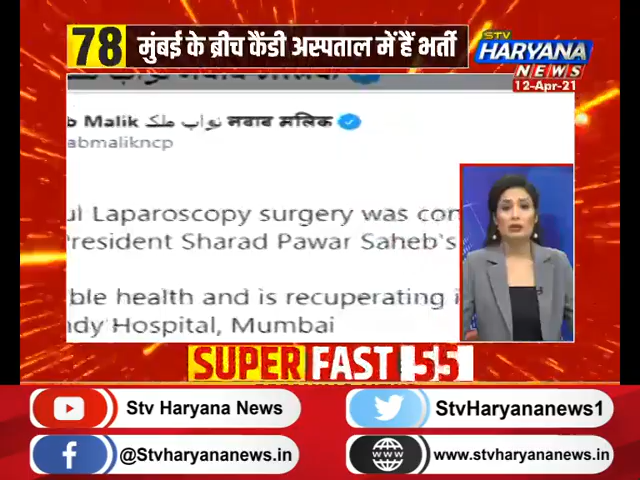 78 मुंबई के ब्रीच कैंडी अस्पताल में हैं भर्ती
STV
HARYANA
NEWS
12-Apr-21
b Malik نواب ملک नवाब मलिक
abmalikncp
ul Laparoscopy surgery was con
President Sharad Pawar Saheb's
ble health and is recuperating i
ndy Hospital, Mumbai
SUPER FAST 55
Stv Haryana News
StvHaryananews1
@Stvharyananews.in
www.stvharyananews.in